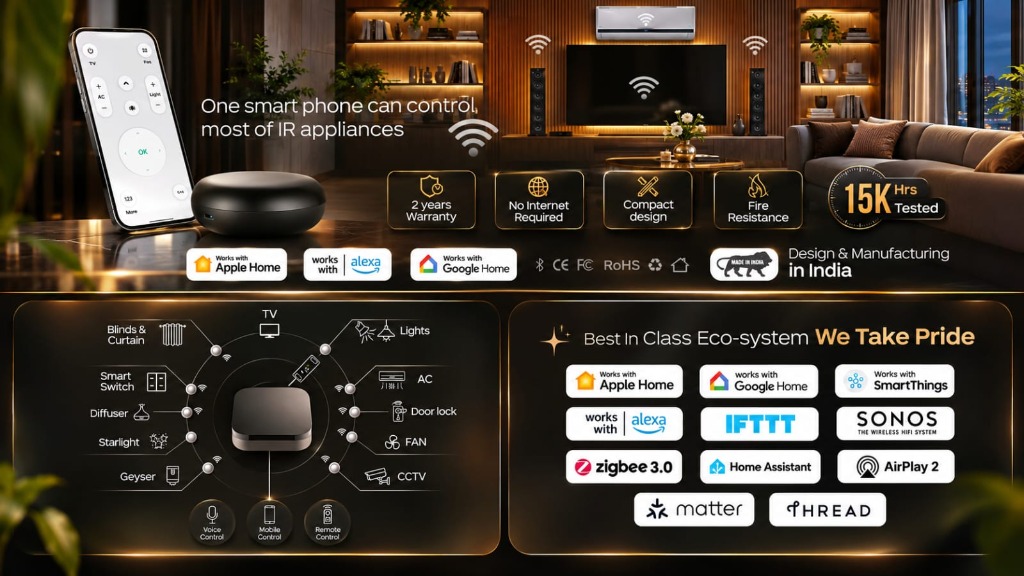 TV
Fav
AC
Light
OK
123
More
One smart phone can control,
most of IR appliances
2 years
Warranty
No Internet
Required
Compact
design
Fire
Resistance
15K Hrs
Tested
Works with
Apple Home
works
with
alexa
Works with
Google Home
CE FC RoHS
MADE IN INDIA
Design & Manufacturing
in India
TV
Blinds &
Curtain
Lights
Smart
Switch
AC
Diffuser
Door lock
Starlight
FAN
Geyser
CCTV
Voice
Control
Mobile
Control
Remote
Control
Best In Class Eco-system We Take Pride
Works with
Apple Home
works with
Google Home
Works with
SmartThings
works
with
alexa
IFTTT
SONOS
THE WIRELESS HIFI SYSTEM
zigbee 3.0
Home Assistant
AirPlay 2
matter
THREAD